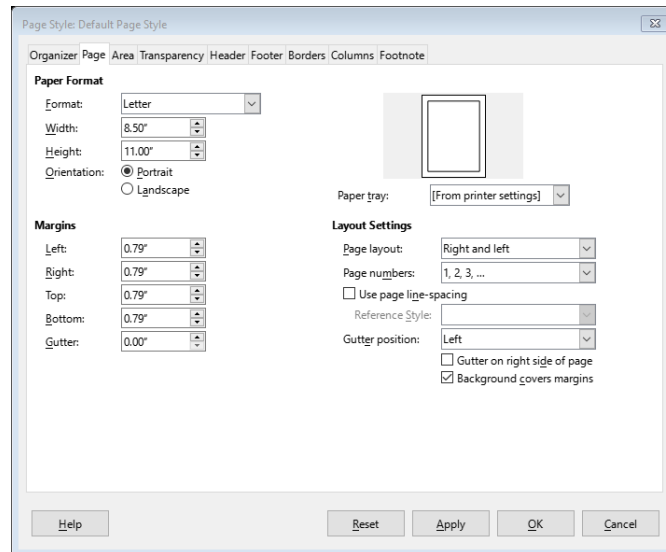 Page Style: Default Page Style
Organizer Page Area Transparency Header Footer Borders Columns Footnote
Paper Format
Format: Letter
Width: 8.50"
Height: 11.00"
Orientation: Portrait
Landscape
Paper tray: [From printer settings]
Margins
Left: 0.79"
Right: 0.79"
Top: 0.79"
Bottom: 0.79"
Gutter: 0.00"
Layout Settings
Page layout: Right and left
Page numbers: 1, 2, 3, ...
Use page line-spacing
Reference Style:
Gutter position: Left
Gutter on right side of page
Background covers margins
Help Reset Apply OK Cancel